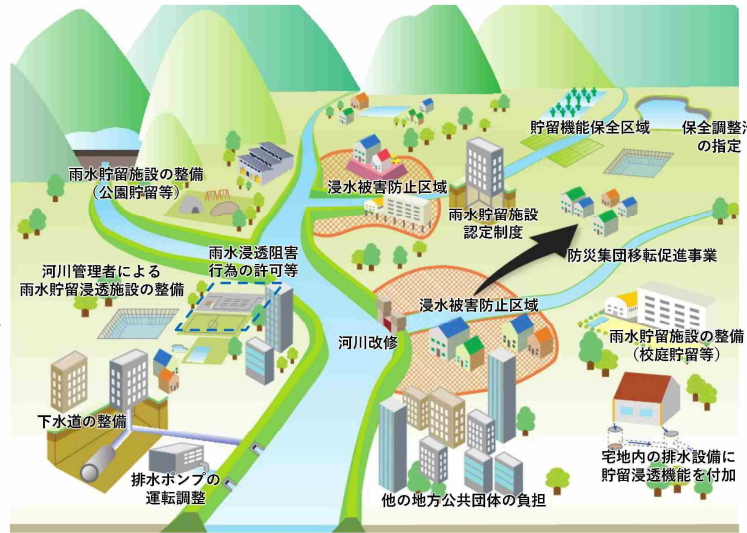 貯留機能保全区域
保全調整池
の指定
雨水貯留施設の整備
（公園貯留等）
浸水被害防止区域
雨水貯留施設
認定制度
雨水浸透阻害
行為の許可等
防災集団移転促進事業
河川管理者による
雨水貯留浸透施設の整備
浸水被害防止区域
河川改修
雨水貯留施設の整備
（校庭貯留等）
下水道の整備
宅地内の排水設備に
貯留浸透機能を付加
排水ポンプの
運転調整
他の地方公共団体の負担